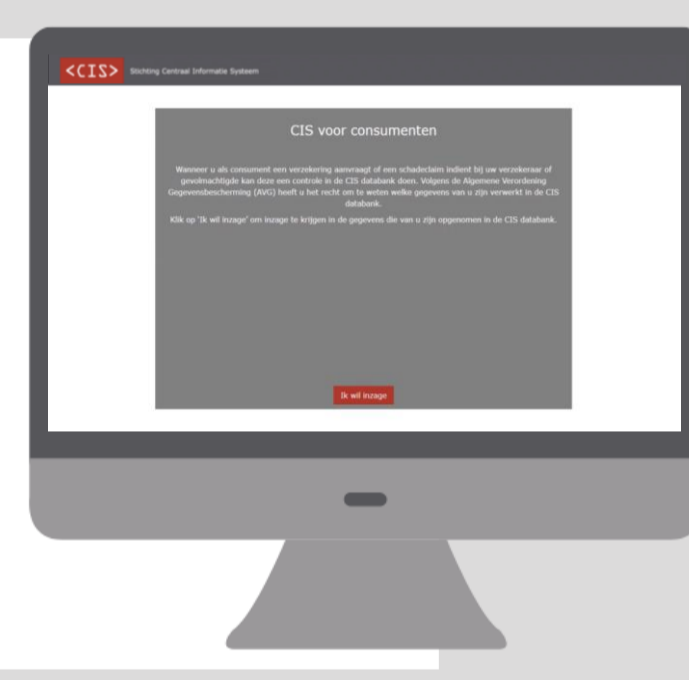 <CIS> Stichting Centraal Informatie Systeem
CIS voor consumenten
Wanneer u als consument een verzekering aanvraagt of een schadeclaim indient bij uw verzekeraar of
gevolmachtigde kan deze een controle in de CIS databank doen. Volgens de Algemene Verordening
Gegevensbescherming (AVG) heeft u het recht om te weten welke gegevens van u zijn verwerkt in de CIS
databank.
Klik op 'Ik wil inzage' om inzage te krijgen in de gegevens die van u zijn opgenomen in de CIS databank.
Ik wil inzage